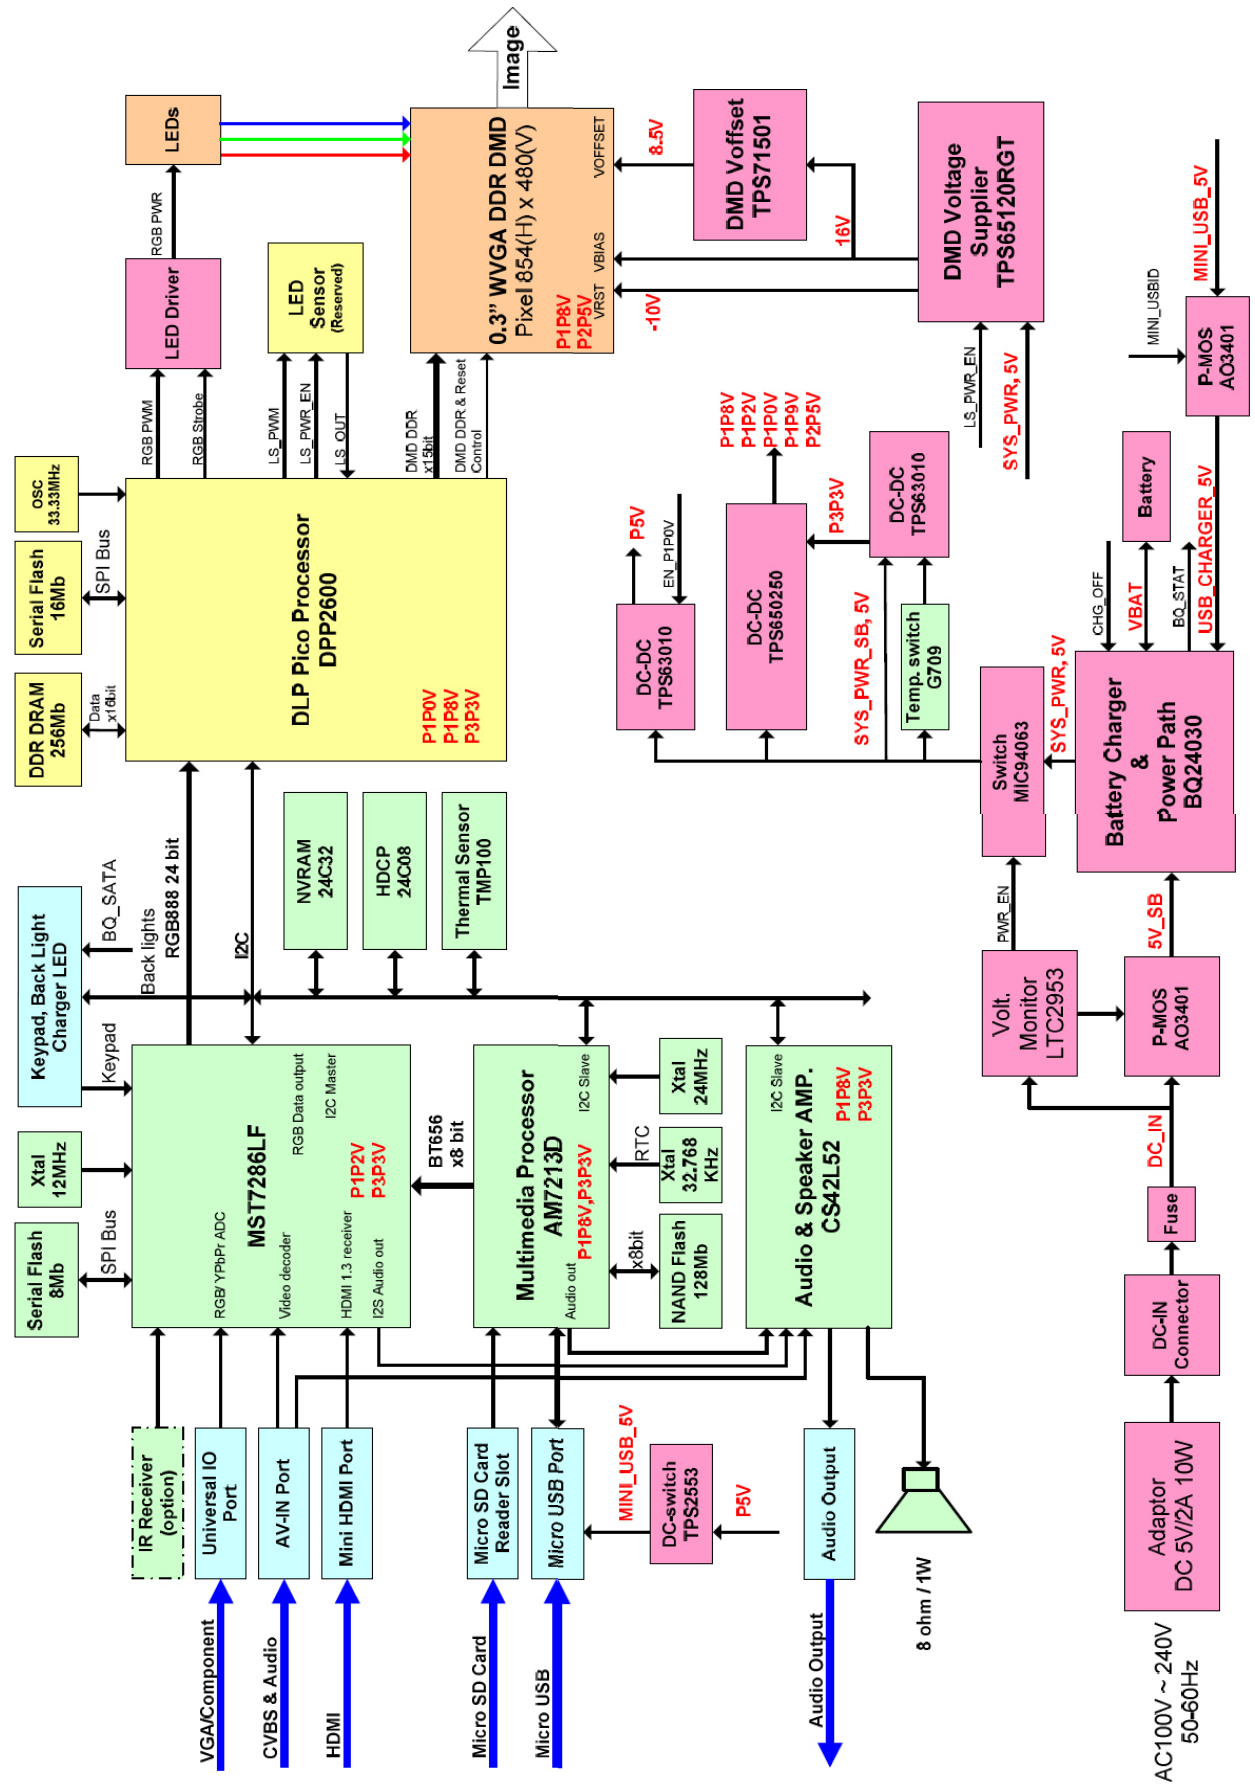 VGA/Component
CVBS & Audio
HDMI
Micro SD Card
Micro USB
Audio Output
8 ohm / 1W
AC100V ~ 240V
50-60Hz
IR Receiver
(option)
Universal IO
Port
AV-IN Port
Mini HDMI Port
Micro SD Card
Reader Slot
Micro USB Port
MINI_USB_5V
DC-switch
TPS2553
P5V
Audio Output
Adaptor
DC 5V/2A 10W
Serial Flash
8Mb
SPI Bus
Xtal
12MHz
Keypad, Back Light
Charger LED
Keypad
Back lights
BQ_SATA
MST7286LF
RGB/ YPbPr ADC
Video decoder
HDMI 1.3 receiver
I2S Audio out
RGB Data output
I2C Master
P1P2V
P3P3V
BT656
x8 bit
Multimedia Processor
AM7213D
P1P8V,P3P3V
Audio out
I2C Slave
NAND Flash
128Mb
x8bit
Xtal
32.768
KHz
RTC
Xtal
24MHz
Audio & Speaker AMP.
CS42L52
I2C Slave
P1P8V
P3P3V
DC-IN
Connector
Fuse
DC_IN
Volt.
Monitor
LTC2953
P-MOS
AO3401
PWR_EN
5V_SB
RGB888 24 bit
I2C
NVRAM
24C32
HDCP
24C08
Thermal Sensor
TMP100
DDR DRAM
256Mb
Data
x16bit
Serial Flash
16Mb
SPI Bus
OSC
33.33MHz
DLP Pico Processor
DPP2600
P1P0V
P1P8V
P3P3V
Switch
MIC94063
SYS_PWR, 5V
Battery Charger
&
Power Path
BQ24030
CHG_OFF
VBAT
BQ_STAT
USB_CHARGER_5V
Battery
DC-DC
TPS63010
P5V
EN_P1P0V
DC-DC
TPS650250
P1P8V
P1P2V
P1P0V
P1P9V
P2P5V
SYS_PWR_SB, 5V
Temp. switch
G709
DC-DC
TPS63010
P3P3V
RGB PWM
RGB Strobe
LS_PWM
LS_PWR_EN
LS_OUT
DMD DDR
x15bit
DMD DDR & Reset
Control
LED Driver
RGB PWR
LEDs
LED
Sensor
(Reserved)
0.3” WVGA DDR DMD
Pixel 854(H) x 480(V)
P1P8V
P2P5V
VRST
VBIAS
VOFFSET
Image
-10V
16V
8.5V
DMD Voffset
TPS71501
DMD Voltage
Supplier
TPS65120RGT
LS_PWR_EN
SYS_PWR, 5V
P-MOS
AO3401
MINI_USBID
MINI_USB_5V